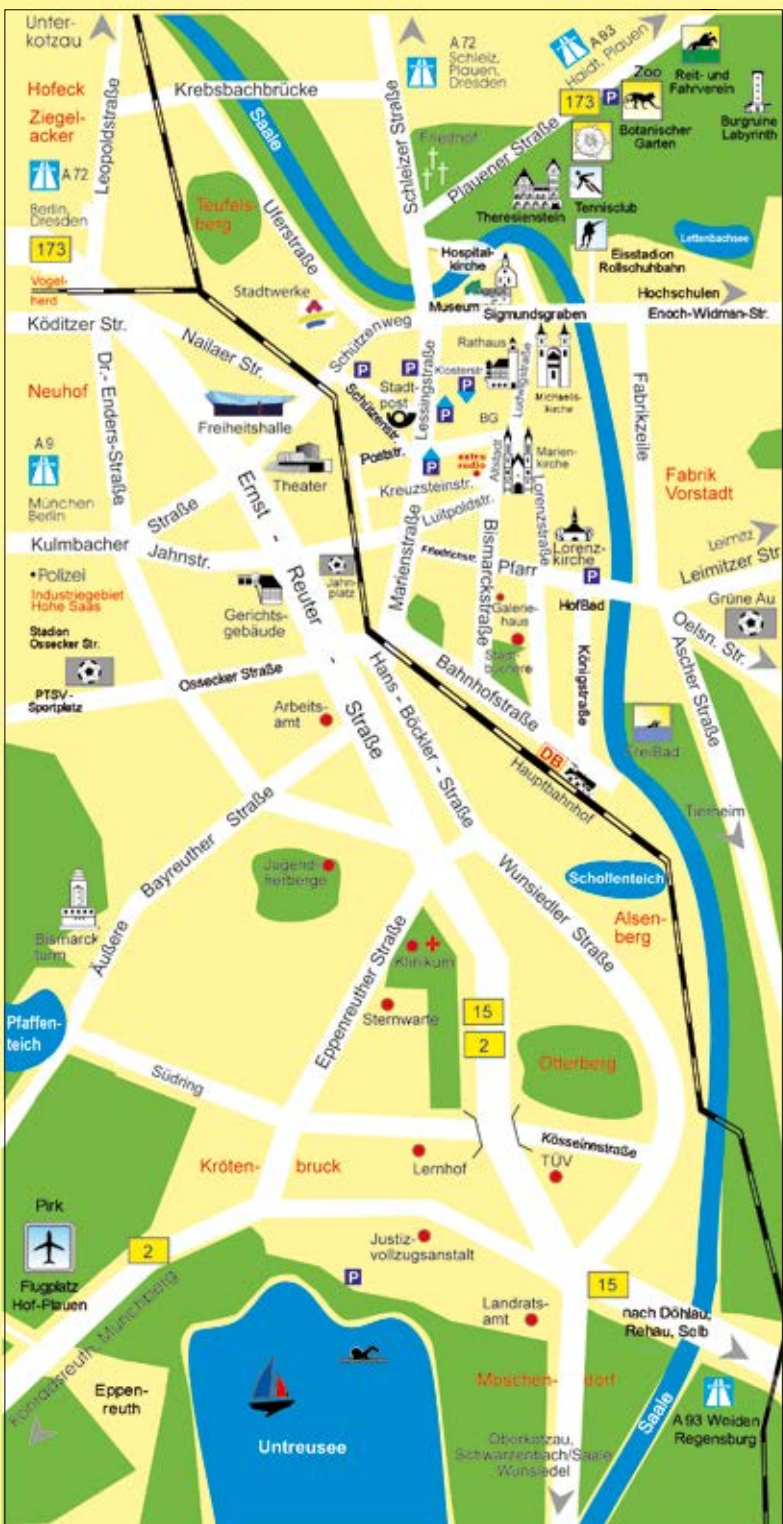 Unter-
kotzau
A 72
Schleiz,
Plauen,
Dresden
A 93
Haidt, Plauen
Zoo
Reit- und
Fahrverein
Hofeck
Krebsbachbrücke
173
P
Burgruine
Labyrinth
Ziegel-
acker
Leopoldstraße
Saale
Schleizer Straße
Friedhof
Plauener Straße
Botanischer
Garten
A 72
Berlin,
Dresden
173
Teufels-
berg
Uferstraße
Theresienstein
Tennisclub
Lettenbachsee
Hospital-
kirche
Eisstadion
Rollschuhbahn
Vogel-
herd
Stadtwerke
Museum
Sigmundsgraben
Hochschulen
Enoch-Widman-Str.
Köditzer Str.
Nailaer Str.
Schützenweg
Rathaus
Dr.- Enders-Straße
P
P
Klosterstr.
P
Ludwigstraße
Michaelis-
kirche
Fabrikzeile
Neuhof
Stadt-
post
Schützenstr.
Lessingstraße
P
BG
Freiheitshalle
Poststr.
extra
radio
Altstadt
Marien-
kirche
A 9
München
Berlin
Theater
P
Kreuzsteinstr.
Fabrik
Vorstadt
Ernst - Reuter - Straße
Luitpoldstr.
Lorenzstraße
Kulmbacher Straße
Jahnstr.
Marienstraße
Friedrichstr.
Bismarckstraße
Pfarr
Lorenz-
kirche
P
Leimitz
Leimitzer Str
•Polizei
Industriegebiet
Hohe Saas
Jahn-
platz
Galerie-
haus
HofBad
Grüne Au
Gerichts-
gebäude
Stadion
Ossecker Str.
Oelsn. Str.
Ossecker Straße
Stadt-
bücherei
Königstraße
Ascher Straße
PTSV -
Sportplatz
Hans - Böckler - Straße
Bahnhofstraße
Arbeits-
amt
FreiBad
DB
Hauptbahnhof
Tierheim
Äußere Bayreuther Straße
Jugend-
herberge
Wunsiedler Straße
Schollenteich
Alsen-
berg
Bismarck
turm
Eppenreuther Straße
Klinikum
Pfaffen-
teich
Sternwarte
15
2
Otterberg
Südring
Kösseinestraße
Kröten-
bruck
Lernhof
TÜV
Pirk
2
Justiz-
vollzugsanstalt
Flugplatz
Hof-Plauen
P
15
Landrats-
amt
nach Döhlau,
Rehau, Selb
Konradsreuth Münchberg
Moschen-
dorf
Eppen-
reuth
Saale
A 93 Weiden
Regensburg
Untreusee
Oberkotzau,
Schwarzenbach/Saale
Wunsiedel